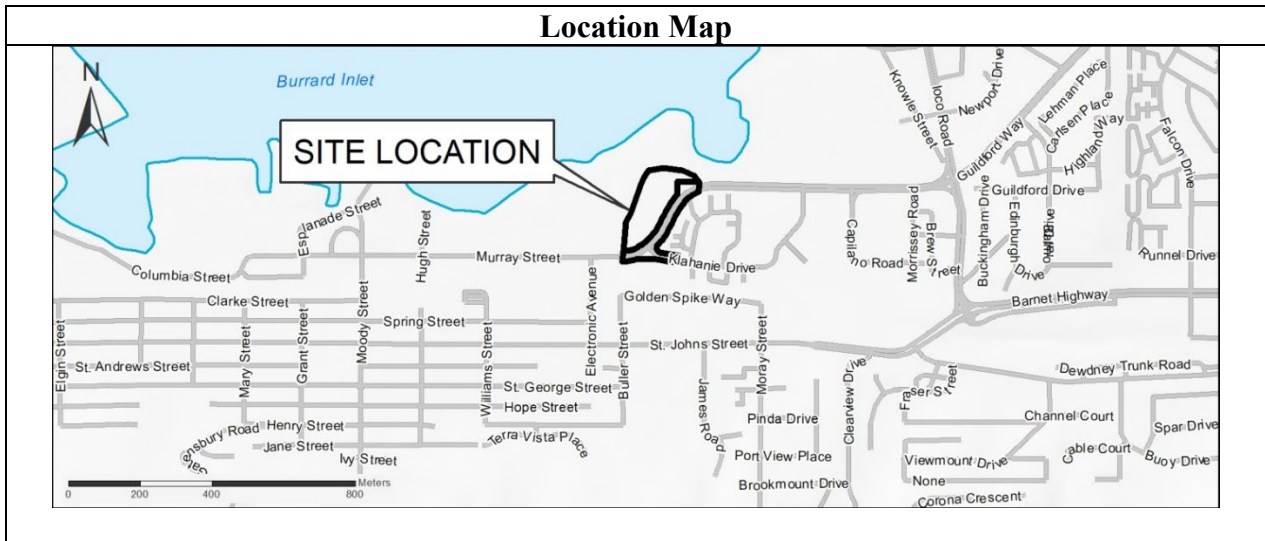 Location Map
N
Burrard Inlet
SITE LOCATION
Knowle Street
Ioco Road
Newport Drive
Lehman Place
Carlsen Place
Highland Way
Falcon Drive
Guildford Way
Guildford Drive
Esplanade Street
Hugh Street
Murray Street
Klahanie Drive
Capilano Road
Morrissey Road
Brew Street
Buckingham Drive
Edinburgh Drive
Runnel Drive
Columbia Street
Clarke Street
Moody Street
Electronic Avenue
Golden Spike Way
Barnet Highway
Spring Street
Elgin Street
Mary Street
Grant Street
Williams Street
Buller Street
St. Johns Street
Moray Street
St. Andrews Street
St. George Street
James Road
Clearview Drive
Fraser Street
Dewdney Trunk Road
Hope Street
Pinda Drive
Channel Court
Gatensbury Road
Henry Street
Jane Street
Terra Vista Place
Spar Drive
Ivy Street
Port View Place
Viewmount Drive
Cable Court
Buoy Drive
Brookmount Drive
None
Corona Crescent
0 200 400 800 Meters